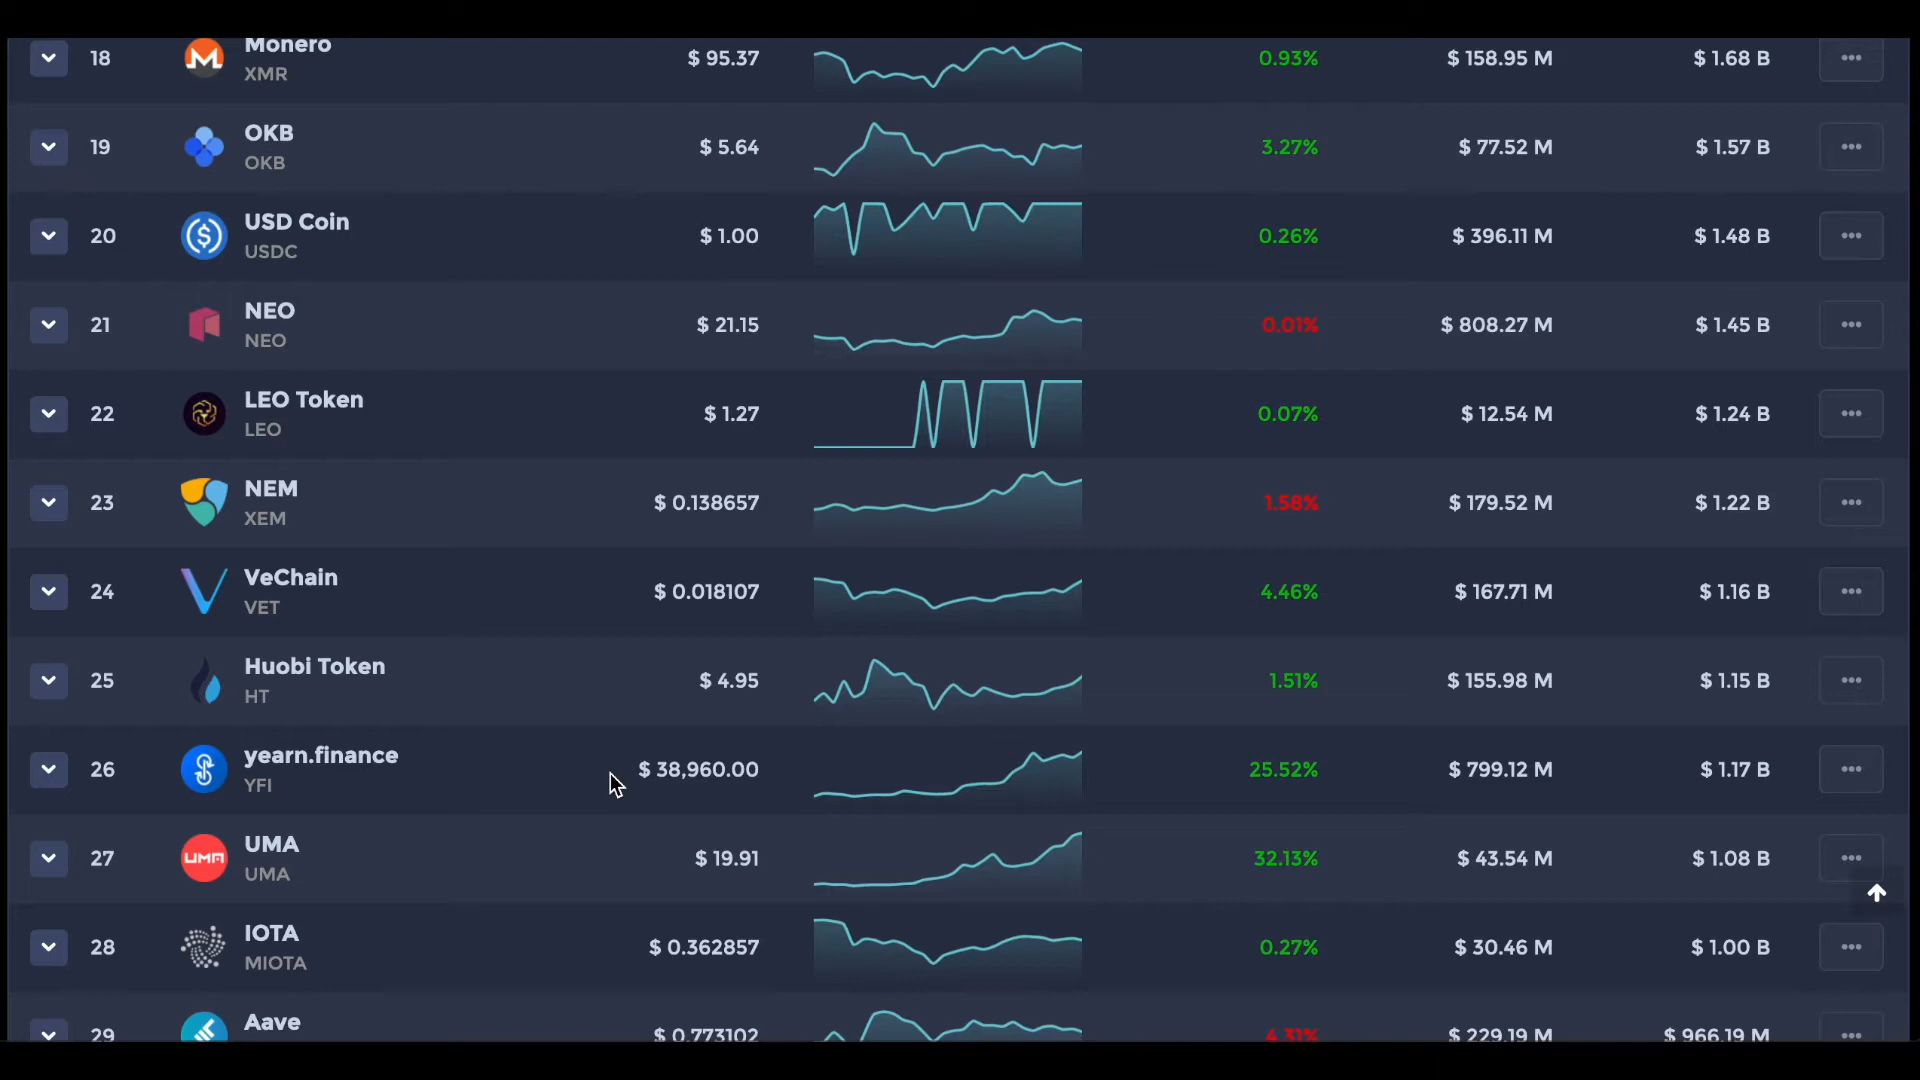 18 Monero $ 95.37 0.93% $ 158.95 M $ 1.68 B
XMR
19 OKB $ 5.64 3.27% $ 77.52 M $ 1.57 B
OKB
20 USD Coin $ 1.00 0.26% $ 396.11 M $ 1.48 B
USDC
21 NEO $ 21.15 0.01% $ 808.27 M $ 1.45 B
NEO
22 LEO Token $ 1.27 0.07% $ 12.54 M $ 1.24 B
LEO
23 NEM $ 0.138657 1.58% $ 179.52 M $ 1.22 B
XEM
24 VeChain $ 0.018107 4.46% $ 167.71 M $ 1.16 B
VET
25 Huobi Token $ 4.95 1.51% $ 155.98 M $ 1.15 B
HT
26 yearn.finance $ 38,960.00 25.52% $ 799.12 M $ 1.17 B
YFI
27 UMA UMA $ 19.91 32.13% $ 43.54 M $ 1.08 B
UMA
28 IOTA $ 0.362857 0.27% $ 30.46 M $ 1.00 B
MIOTA
29 Aave $ 0.773102 4.31% $ 229.19 M $ 966.19 M